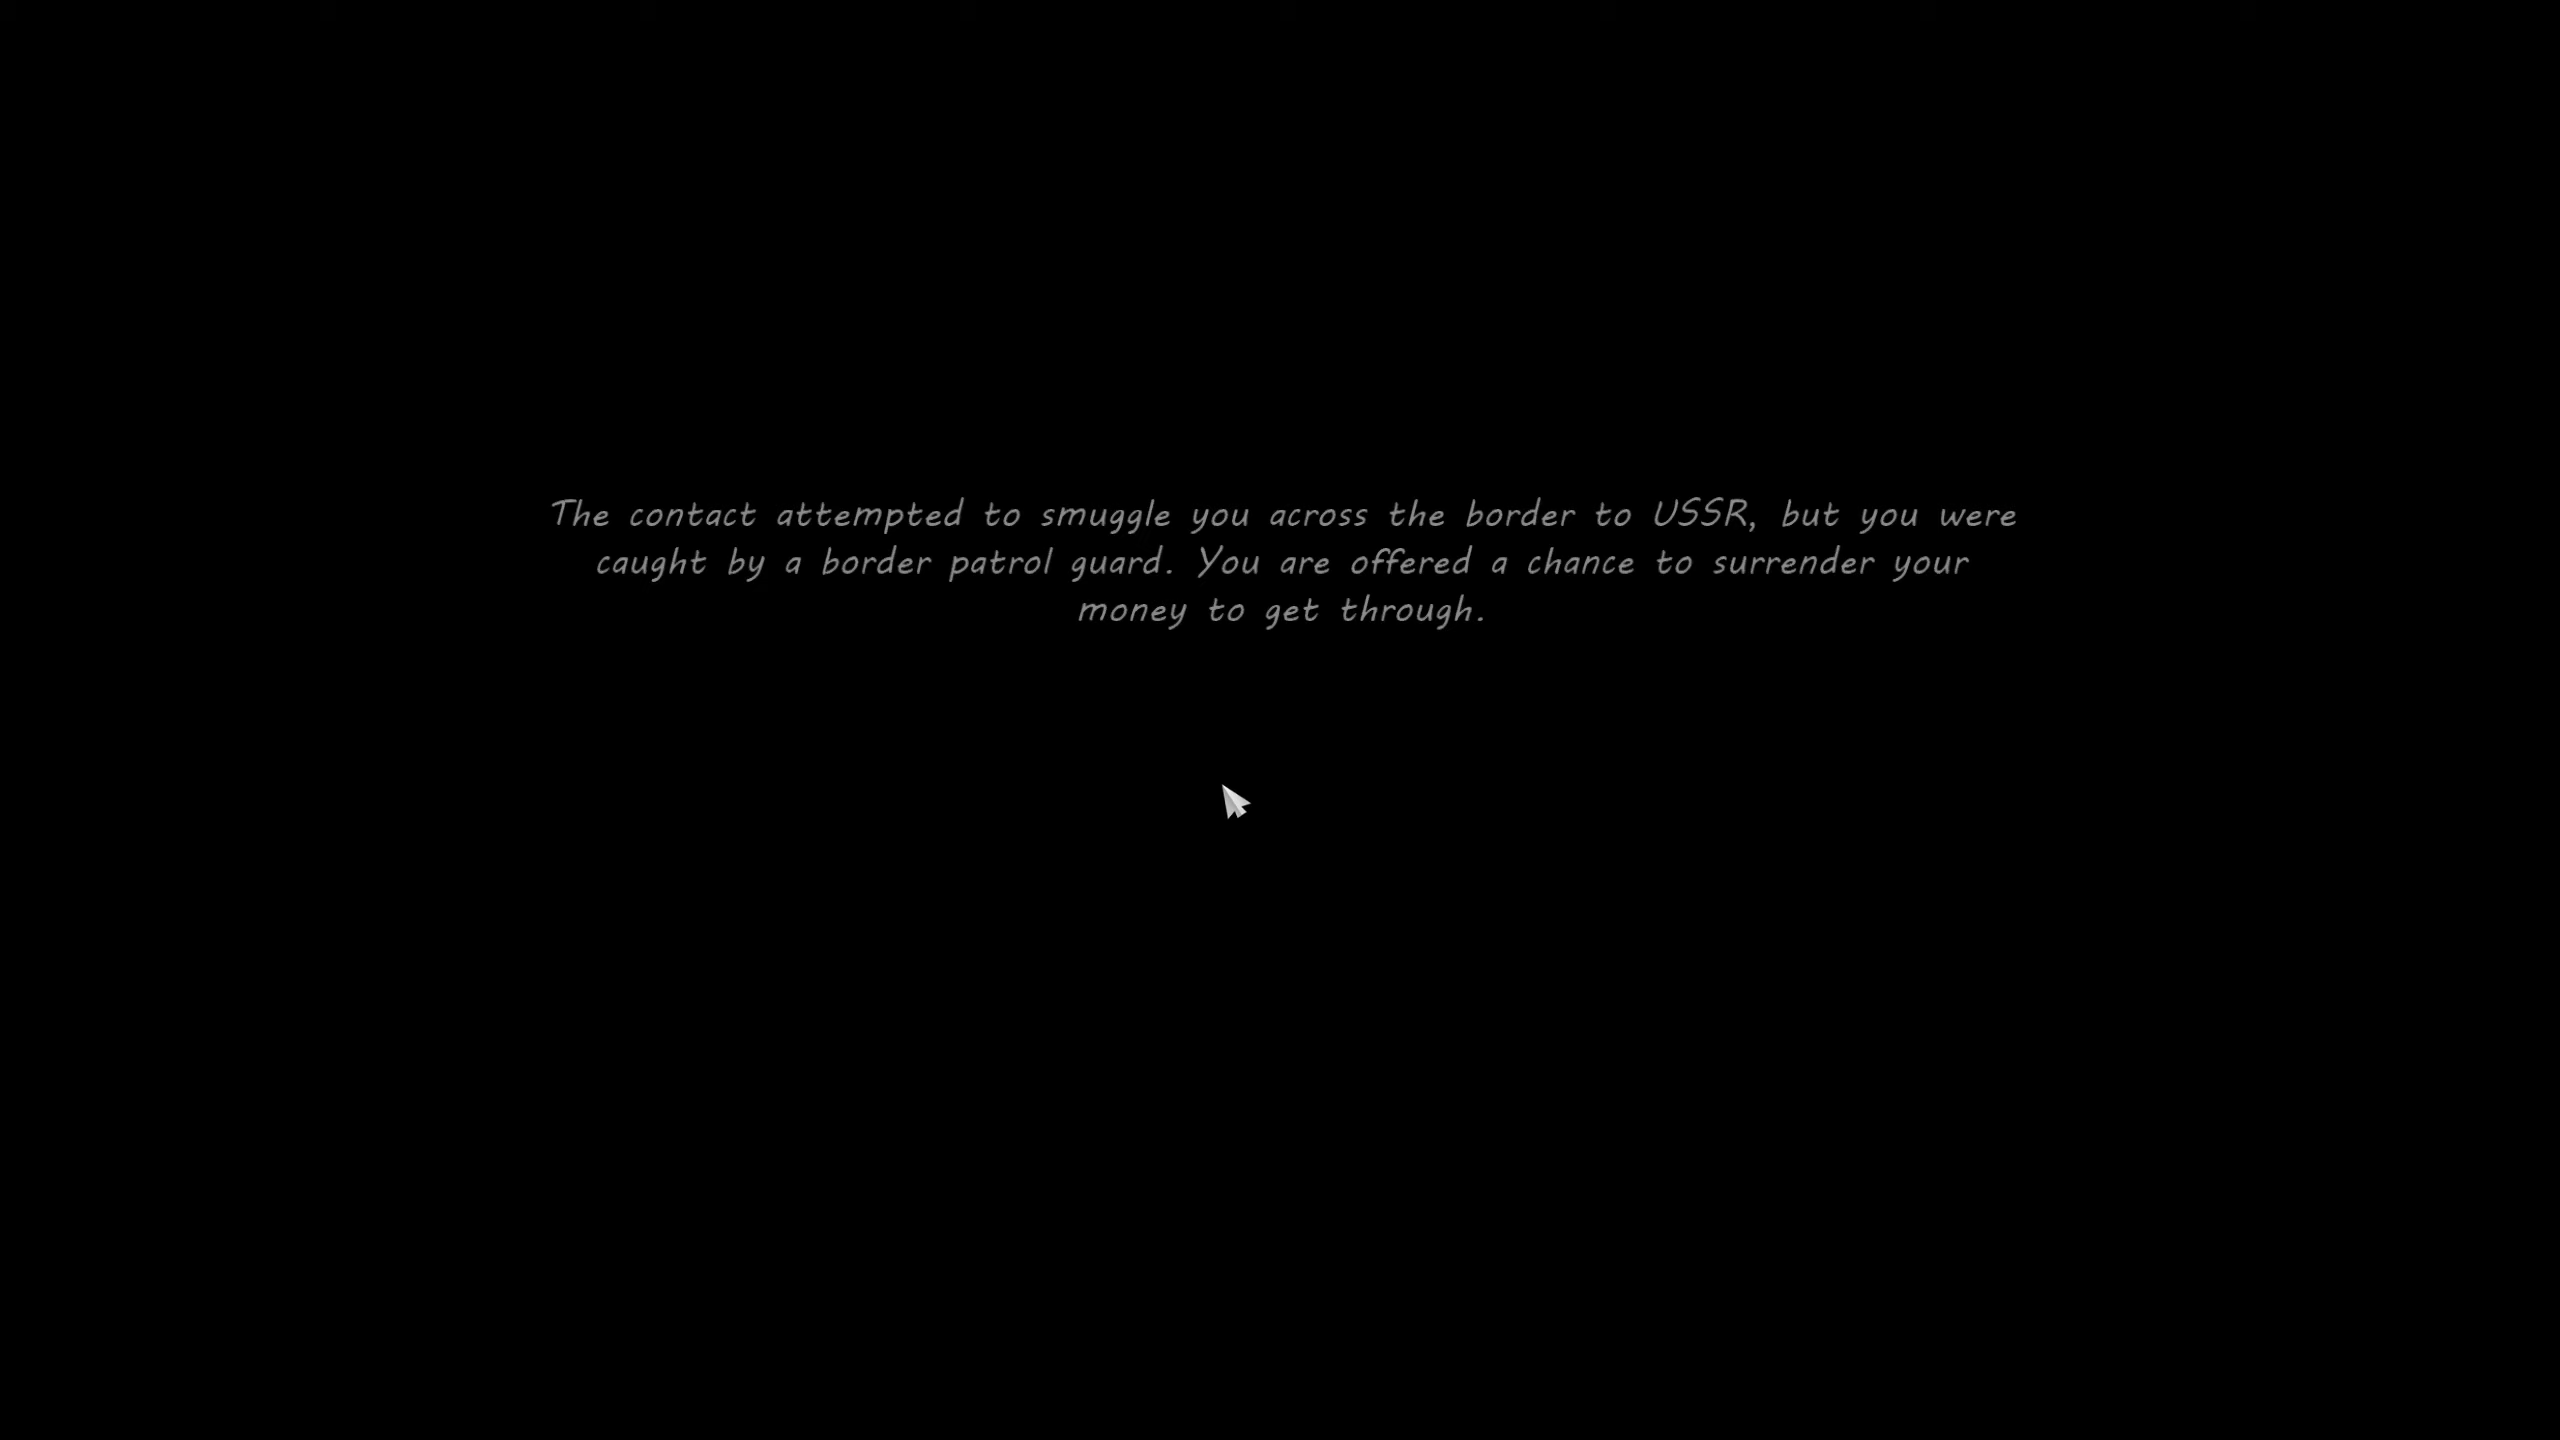 The contact attempted to smuggle you across the border to USSR, but you were
caught by a border patrol guard. You are offered a chance to surrender your
money to get through.